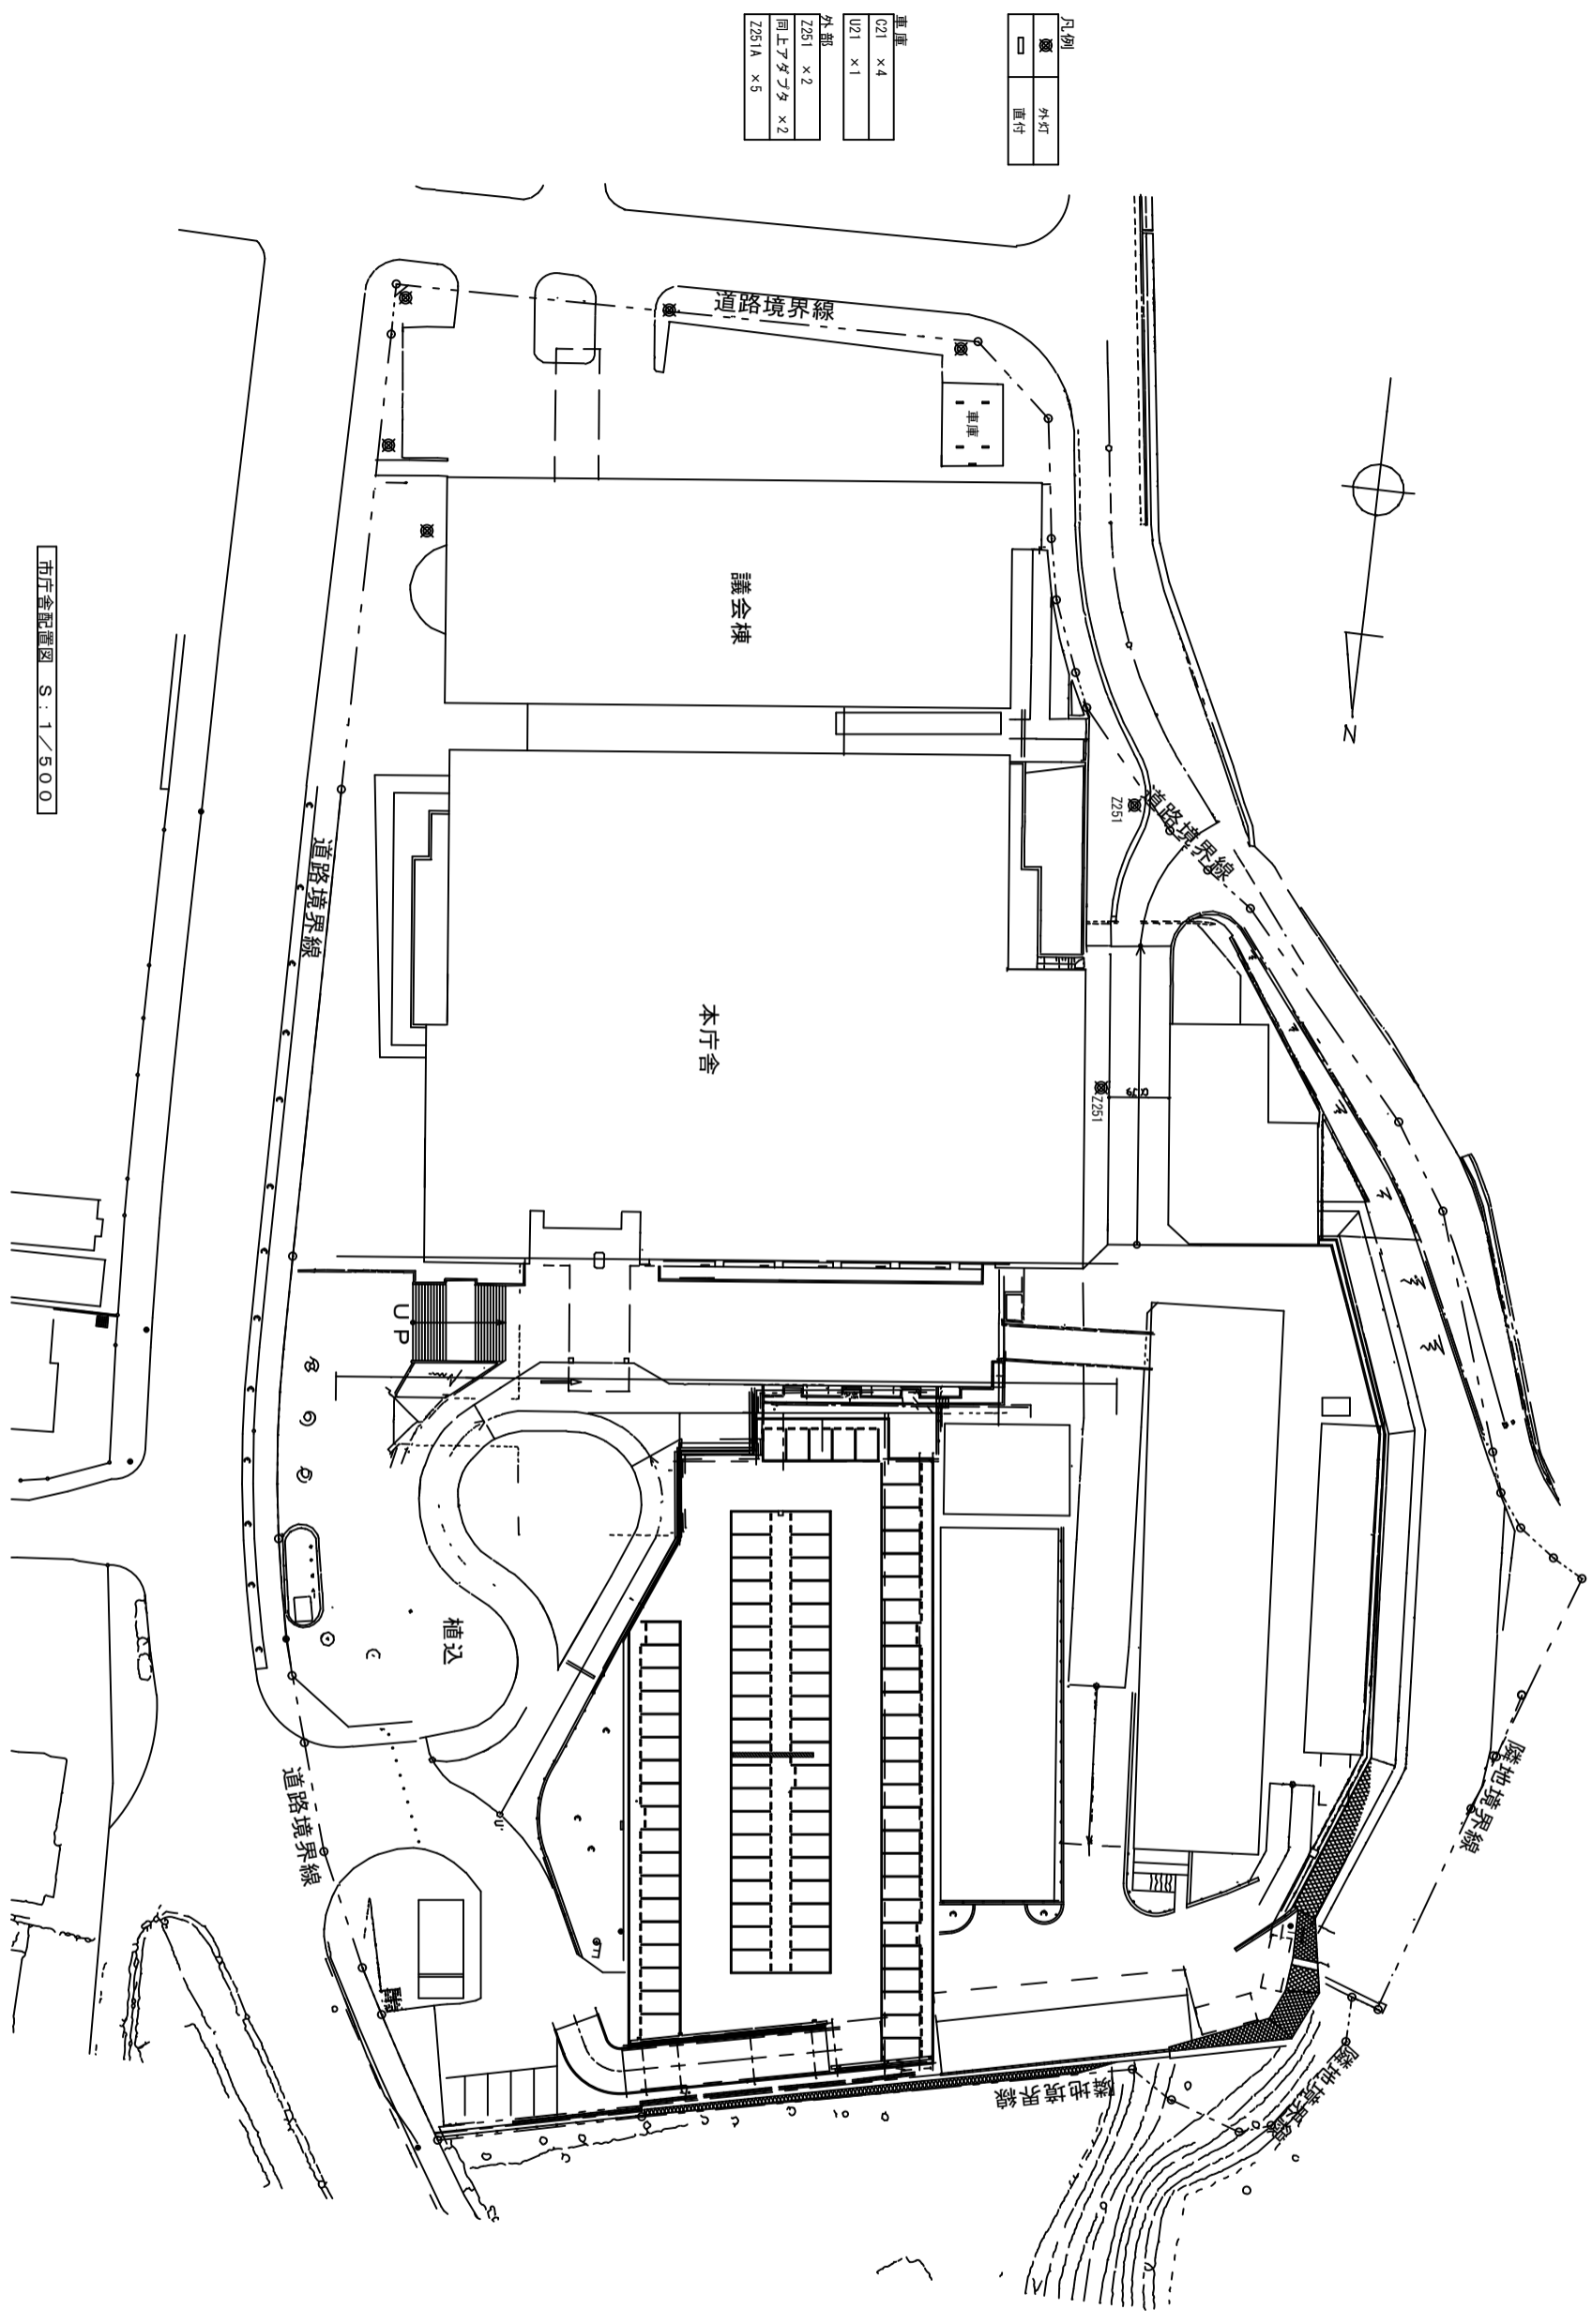 凡例
外灯
直付
車庫
C21 ×4
U21 ×1
外部
Z251 ×2
同上アダプタ ×2
Z251A ×5
道路境界線
車庫
議会棟
N
道路境界線
Z251
道路境界線
本庁舎
Z251
UP
植込
道路境界線
隣地境界線
隣地境界線
隣地境界線
市庁舎配置図 S:1/500